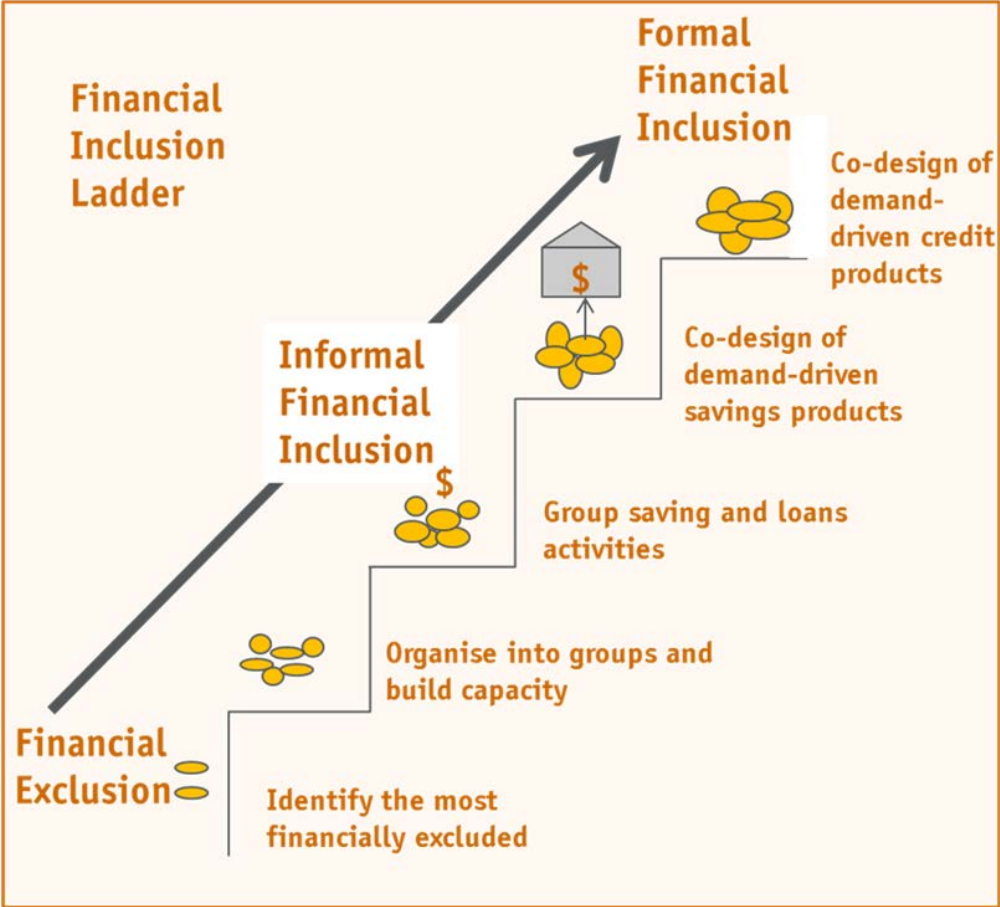 Financial
Inclusion
Ladder
Formal
Financial
Inclusion
Co-design of
demand-
driven credit
products
$
Informal
Financial
Inclusion
$
Co-design of
demand-driven
savings products
Group saving and loans
activities
Organise into groups and
build capacity
Financial
Exclusion
Identify the most
financially excluded